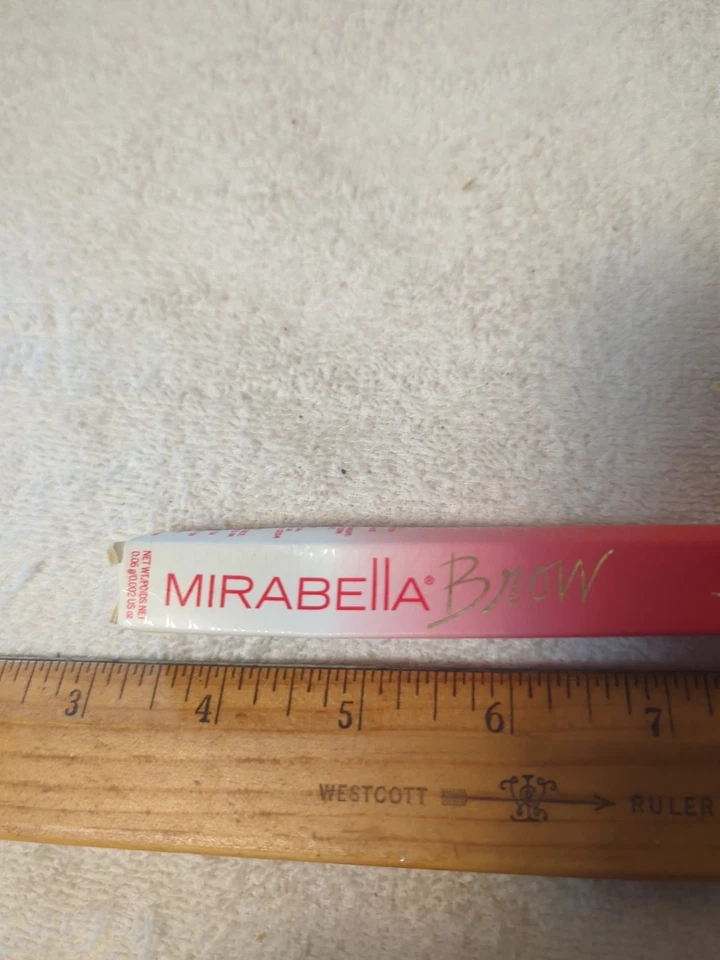 NET WT./POIDS NET
0.06 g/0.002 US oz
MIRABEllA® Brow
3 4 5 6 7
WESTCOTT RULER